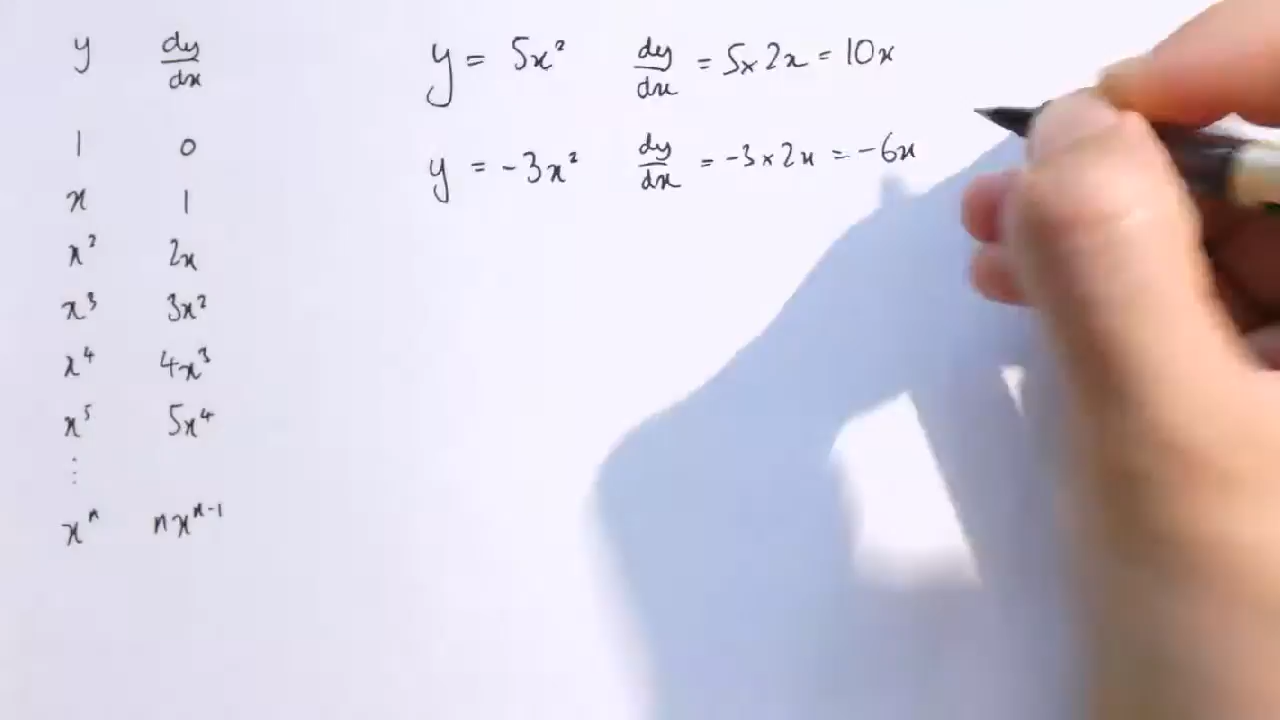 y dy/dx
1 0
x 1
x² 2x
x³ 3x²
x⁴ 4x³
x⁵ 5x⁴
⋮
xⁿ nxⁿ⁻¹
y = 5x² dy/dx = 5×2x = 10x
y = -3x² dy/dx = -3×2x = -6x